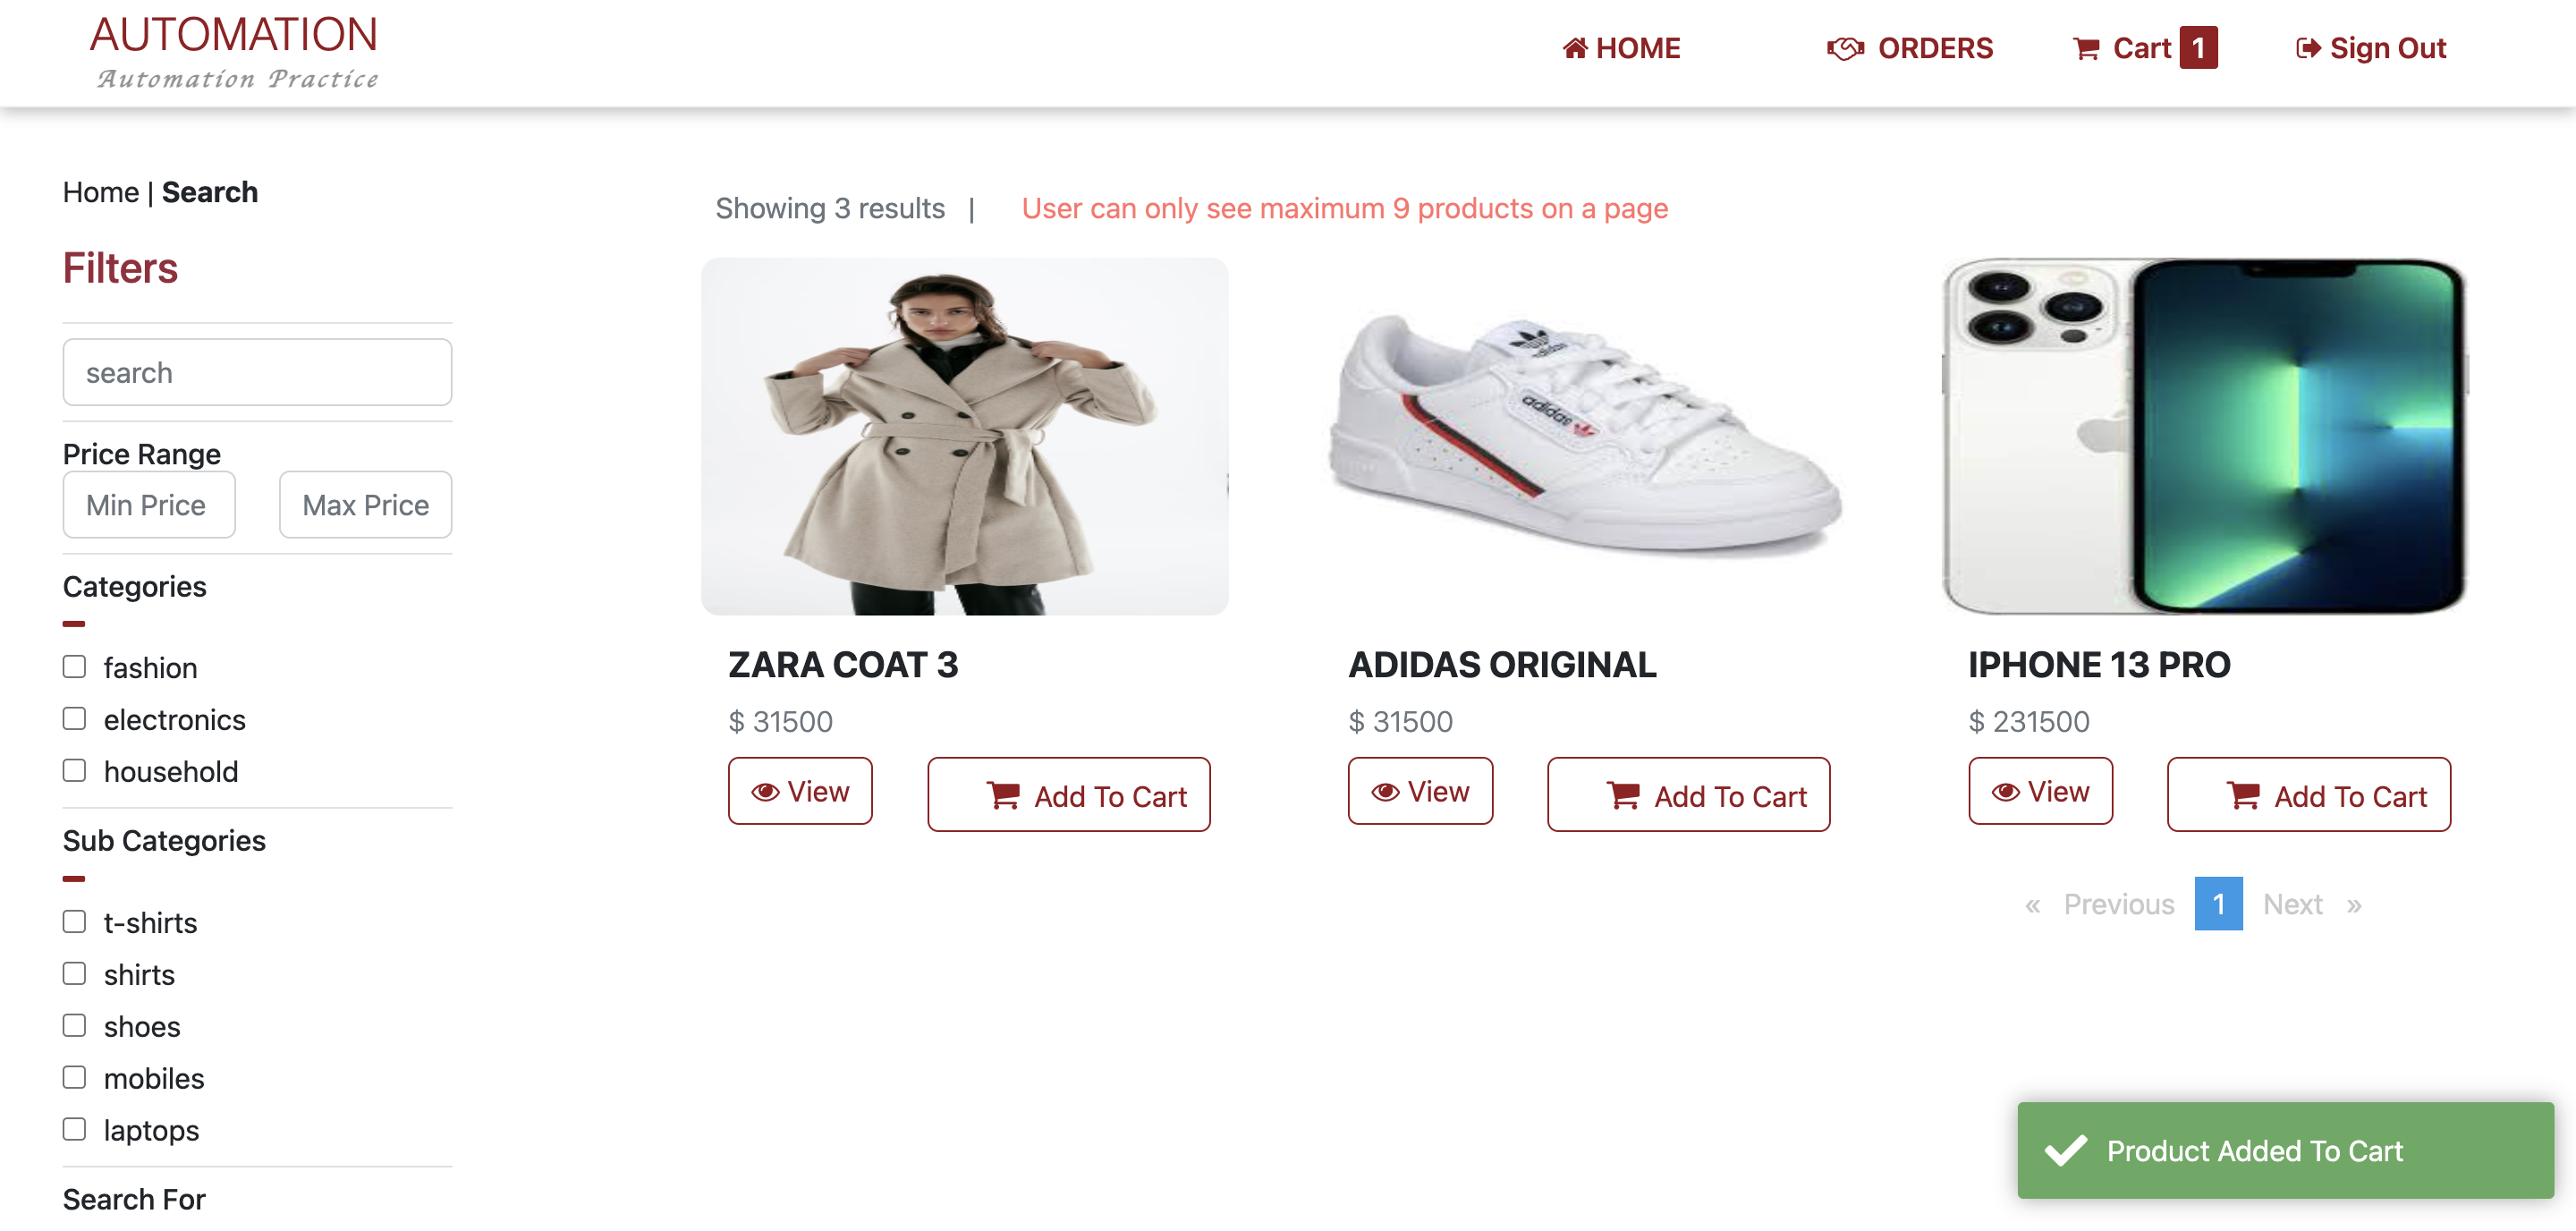 AUTOMATION
Automation Practice
HOME
ORDERS
Cart 1
Sign Out
Home | Search
Filters
search
Price Range
Min Price Max Price
Categories
fashion
electronics
household
Sub Categories
t-shirts
shirts
shoes
mobiles
laptops
Search For
Showing 3 results |
User can only see maximum 9 products on a page
adidas
adidas
ZARA COAT 3
$ 31500
View
Add To Cart
ADIDAS ORIGINAL
$ 31500
View
Add To Cart
IPHONE 13 PRO
$ 231500
View
Add To Cart
« Previous 1 Next »
Product Added To Cart